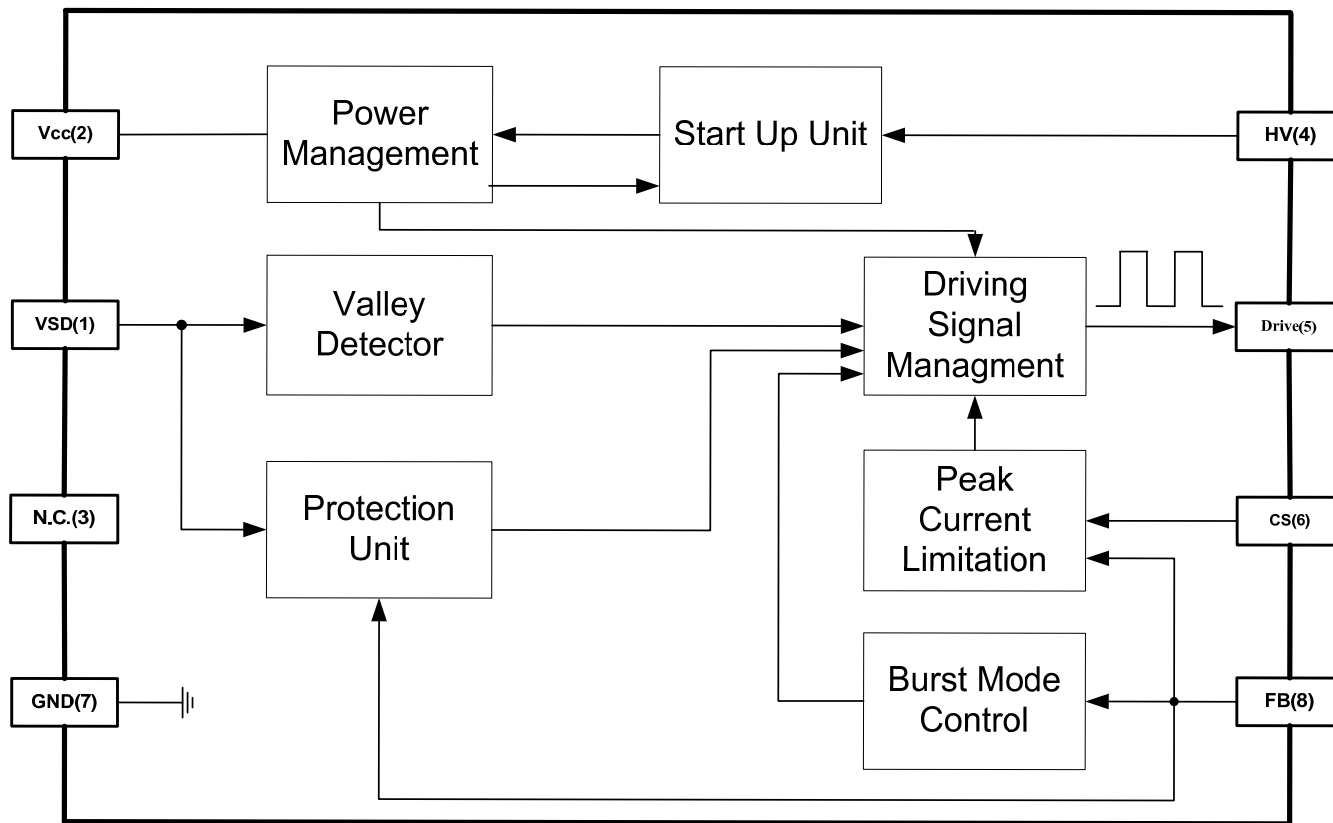 Power
Management
Start Up Unit
Vcc(2)
HV(4)
Valley
Detector
Driving
Signal
Managment
VSD(1)
Drive(5)
Protection
Unit
Peak
Current
Limitation
N.C.(3)
CS(6)
Burst Mode
Control
GND(7)
FB(8)